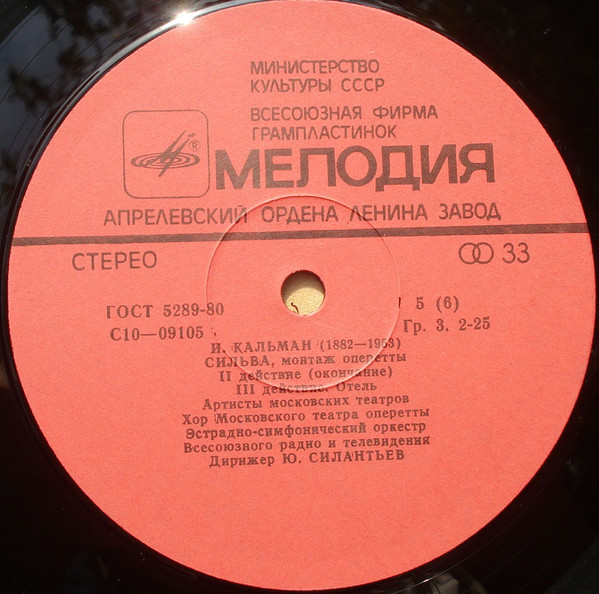 МИНИСТЕРСТВО
КУЛЬТУРЫ СССР
ВСЕСОЮЗНАЯ ФИРМА
ГРАМПЛАСТИНОК
®
МЕЛОДИЯ
АПРЕЛЕВСКИЙ ОРДЕНА ЛЕНИНА ЗАВОД
СТЕРЕО
33
ГОСТ 5289-80
5 (6)
С10—09105
Гр. 3. 2-25
И. КАЛЬМАН (1882—1953)
СИЛЬВА, монтаж оперетты
II действие (окончание)
III действие. Отель
Артисты московских театров
Хор Московского театра оперетты
Эстрадно-симфонический оркестр
Всесоюзного радио и телевидения
Дирижер Ю. СИЛАНТЬЕВ